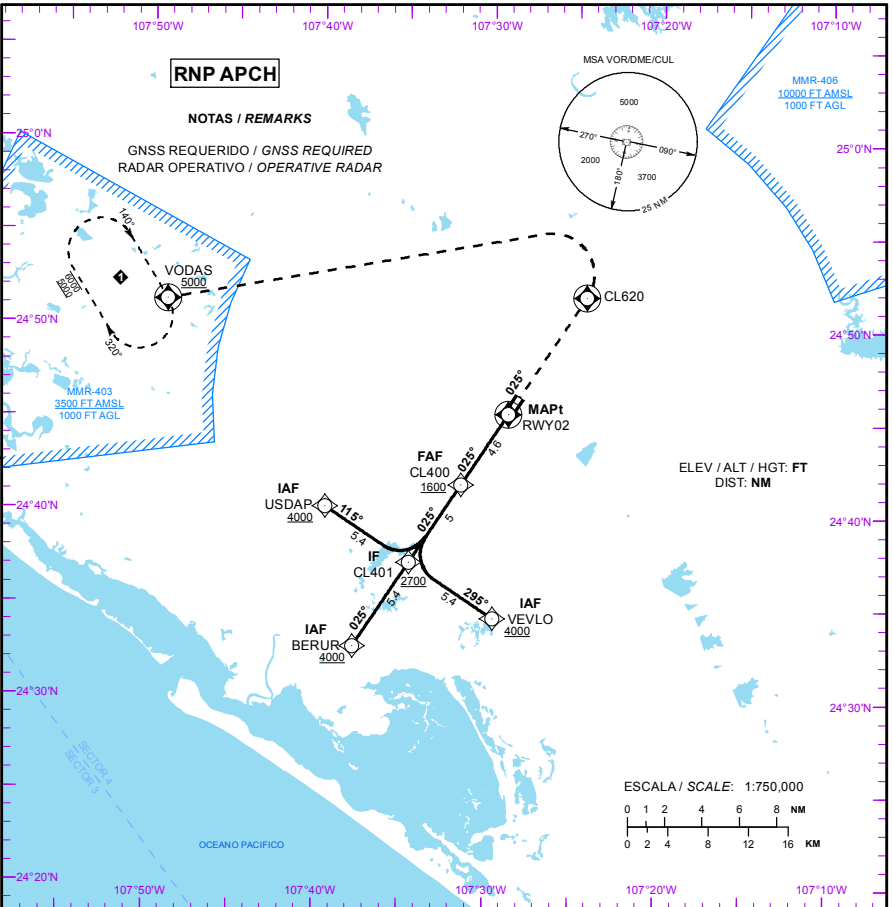 107°50'W
107°40'W
107°30'W
107°20'W
107°10'W
RNP APCH
NOTAS / REMARKS
GNSS REQUERIDO / GNSS REQUIRED
RADAR OPERATIVO / OPERATIVE RADAR
MSA VOR/DME/CUL
5000
270°
090°
2000
180°
3700
25 NM
MMR-406
10000 FT AMSL
1000 FT AGL
25°0'N
25°0'N
140°
1
6000
5000
320°
VODAS
5000
CL620
24°50'N
24°50'N
MMR-403
3500 FT AMSL
1000 FT AGL
025°
MAPt
RWY02
4.6
025°
FAF
CL400
1600
ELEV / ALT / HGT: FT
DIST: NM
IAF
USDAP
4000
115°
5.4
025°
5
24°40'N
24°40'N
IF
CL401
2700
5.4
025°
295°
5.4
IAF
VEVLO
4000
IAF
BERUR
4000
24°30'N
24°30'N
SECTOR 4
SECTOR 3
OCEANO PACIFICO
ESCALA / SCALE: 1:750,000
0 1 2 4 6 8 NM
0 2 4 8 12 16 KM
24°20'N
24°20'N
107°50'W
107°40'W
107°30'W
107°20'W
107°10'W